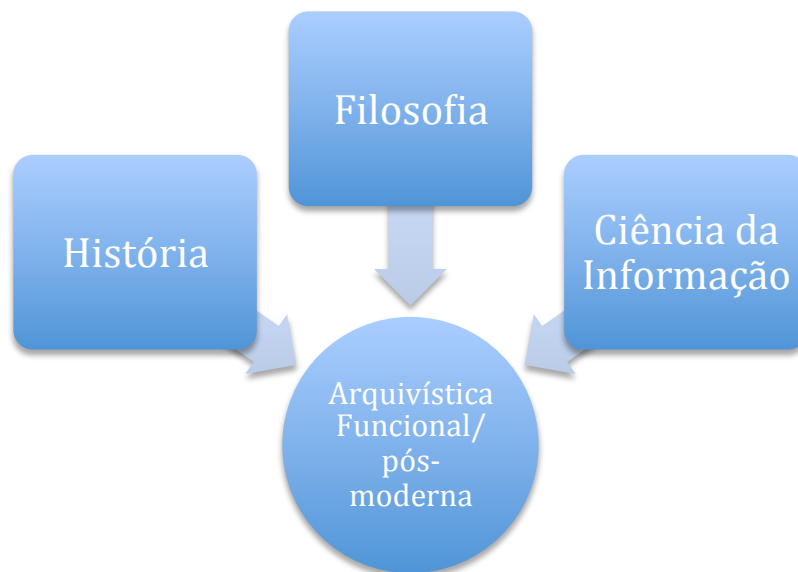 Filosofia
História
Ciência da
Informação
Arquivística
Funcional/
pós-
moderna